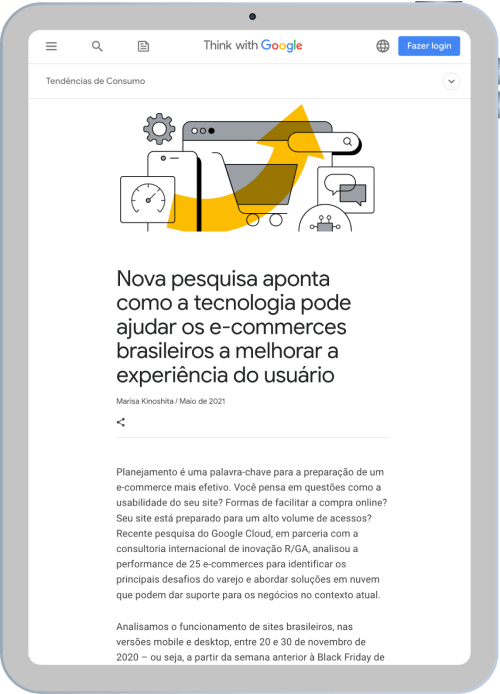 Think with Google
Fazer login
Tendências de Consumo
Nova pesquisa aponta
como a tecnologia pode
ajudar os e-commerces
brasileiros a melhorar a
experiência do usuário
Marisa Kinoshita / Maio de 2021
Planejamento é uma palavra-chave para a preparação de um
e-commerce mais efetivo. Você pensa em questões como a
usabilidade do seu site? Formas de facilitar a compra online?
Seu site está preparado para um alto volume de acessos?
Recente pesquisa do Google Cloud, em parceria com a
consultoria internacional de inovação R/GA, analisou a
performance de 25 e-commerces para identificar os
principais desafios do varejo e abordar soluções em nuvem
que podem dar suporte para os negócios no contexto atual.
Analisamos o funcionamento de sites brasileiros, nas
versões mobile e desktop, entre 20 e 30 de novembro de
2020 – ou seja, a partir da semana anterior à Black Friday de